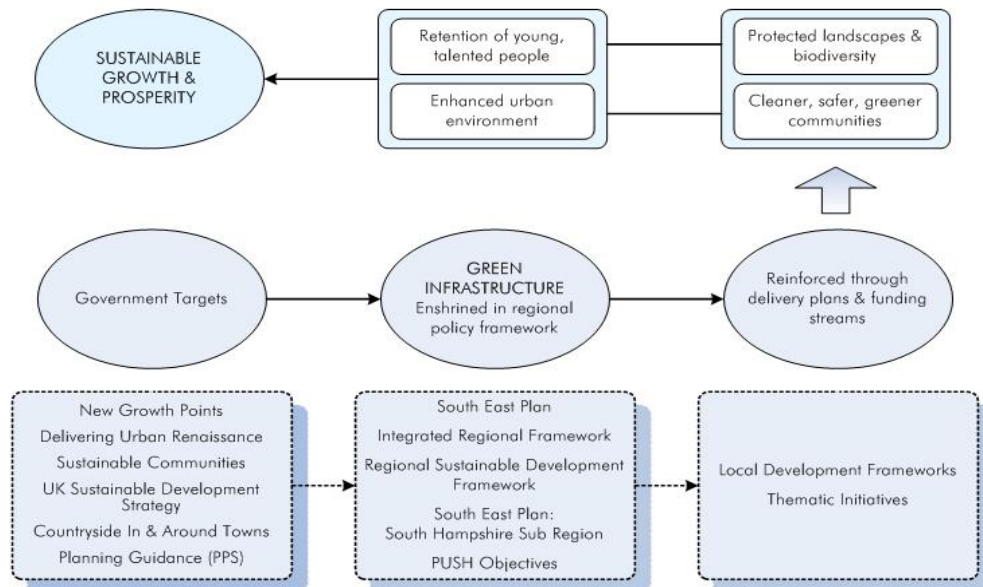 SUSTAINABLE
GROWTH &
PROSPERITY
Retention of young,
talented people
Enhanced urban
environment
Protected landscapes &
biodiversity
Cleaner, safer, greener
communities
Government Targets
GREEN
INFRASTRUCTURE
Enshrined in regional
policy framework
Reinforced through
delivery plans & funding
streams
New Growth Points
Delivering Urban Renaissance
Sustainable Communities
UK Sustainable Development
Strategy
Countryside In & Around Towns
Planning Guidance (PPS)
South East Plan
Integrated Regional Framework
Regional Sustainable Development
Framework
South East Plan:
South Hampshire Sub Region
PUSH Objectives
Local Development Frameworks
Thematic Initiatives